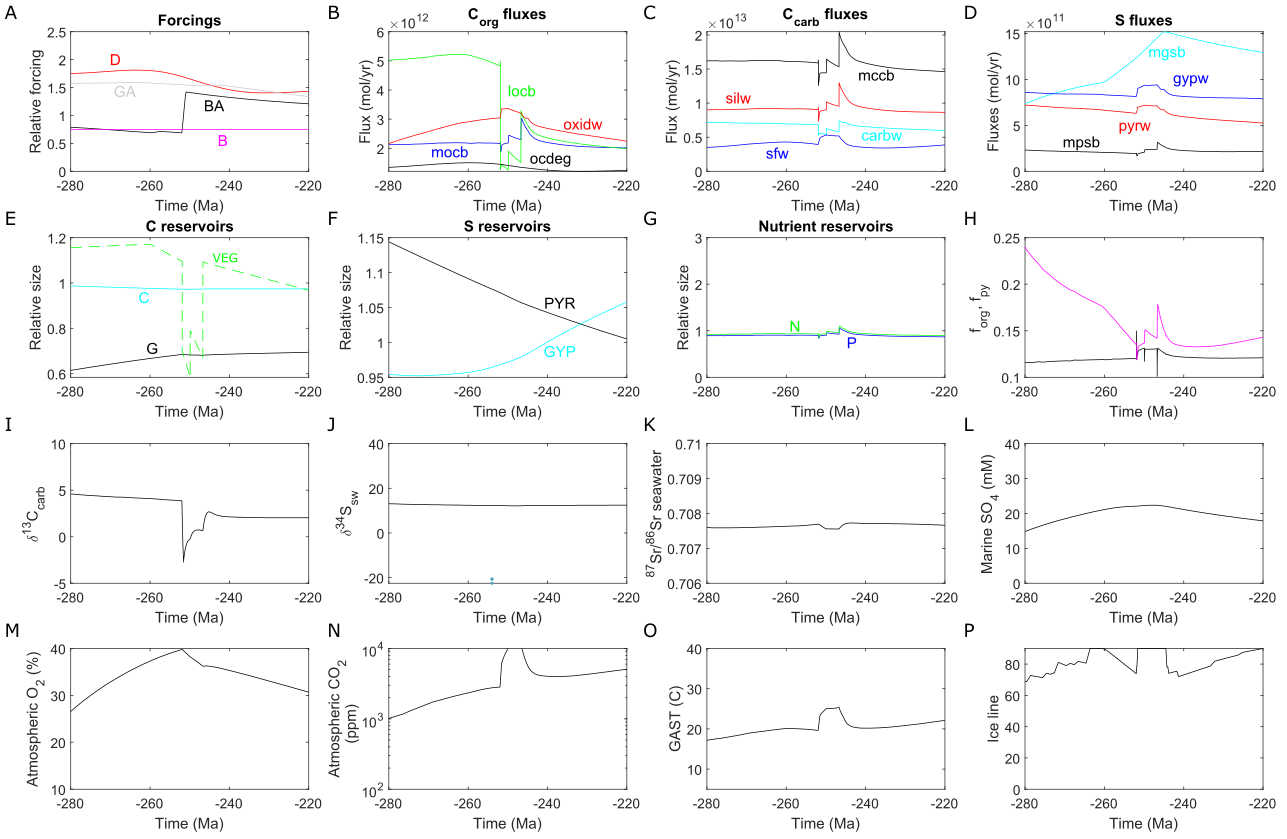 A
Forcings
2.5
2
1.5
1
0.5
0
D
GA
BA
B
Relative forcing
-280
-260
-240
-220
Time (Ma)
B
C_org fluxes
× 10^12
6
5
4
3
2
locb
oxidw
mocb
ocdeg
Flux (mol/yr)
-280
-260
-240
-220
Time (Ma)
C
C_carb fluxes
× 10^13
2
1.5
1
0.5
0
mccb
silw
carbw
sfw
Flux (mol/yr)
-280
-260
-240
-220
Time (Ma)
D
S fluxes
× 10^11
15
10
5
0
mgsb
gypw
pyrw
mpsb
Fluxes (mol/yr)
-280
-260
-240
-220
Time (Ma)
E
C reservoirs
1.2
1
0.8
0.6
VEG
C
G
Relative size
-280
-260
-240
-220
Time (Ma)
F
S reservoirs
1.15
1.1
1.05
1
0.95
PYR
GYP
Relative size
-280
-260
-240
-220
Time (Ma)
G
Nutrient reservoirs
3
2
1
0
N
P
Relative size
-280
-260
-240
-220
Time (Ma)
H
0.25
0.2
0.15
0.1
f_org, f_py
-280
-260
-240
-220
Time (Ma)
I
10
5
0
-5
δ^13C_carb
-280
-260
-240
-220
Time (Ma)
J
40
20
0
-20
δ^34S_sw
-280
-260
-240
-220
Time (Ma)
K
0.71
0.709
0.708
0.707
0.706
^87Sr/^86Sr seawater
-280
-260
-240
-220
Time (Ma)
L
40
30
20
10
0
Marine SO_4 (mM)
-280
-260
-240
-220
Time (Ma)
M
40
30
20
10
Atmospheric O_2 (%)
-280
-260
-240
-220
Time (Ma)
N
10^4
10^3
10^2
Atmospheric CO_2
(ppm)
-280
-260
-240
-220
Time (Ma)
O
40
30
20
10
GAST (C)
-280
-260
-240
-220
Time (Ma)
P
80
60
40
20
0
Ice line
-280
-260
-240
-220
Time (Ma)